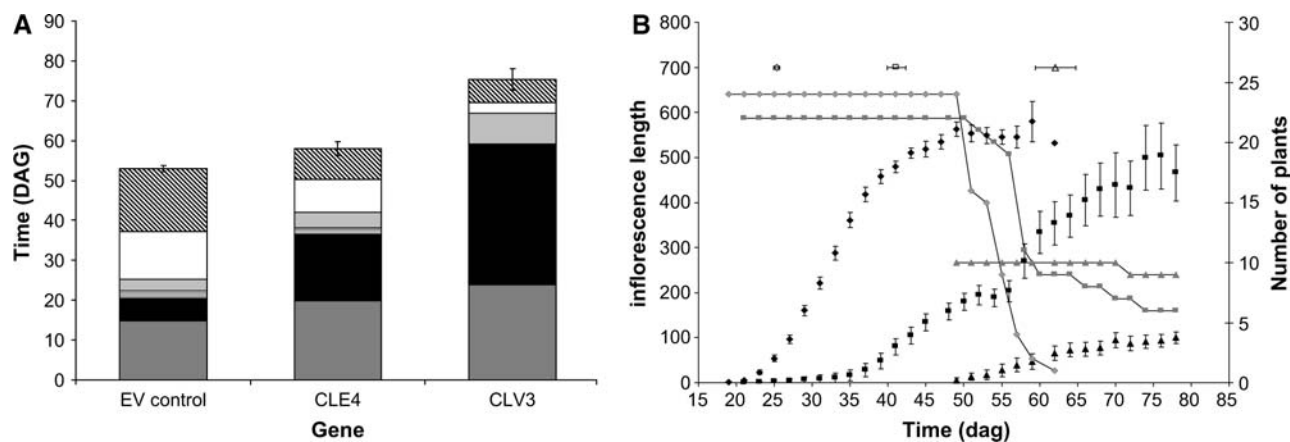 A
90
80
70
60
50
40
30
20
10
0
Time (DAG)
EV control CLE4 CLV3
Gene
B
800
700
600
500
400
300
200
100
0
inflorescence length
30
25
20
15
10
5
0
Number of plants
15 20 25 30 35 40 45 50 55 60 65 70 75 80 85
Time (dag)